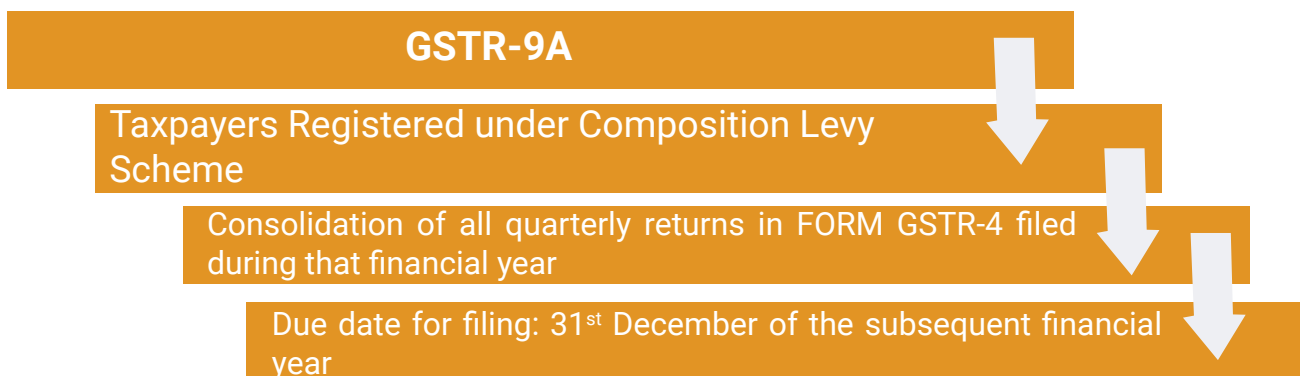 GSTR-9A
Taxpayers Registered under Composition Levy
Scheme
Consolidation of all quarterly returns in FORM GSTR-4 filed
during that financial year
Due date for filing: 31st December of the subsequent financial
year